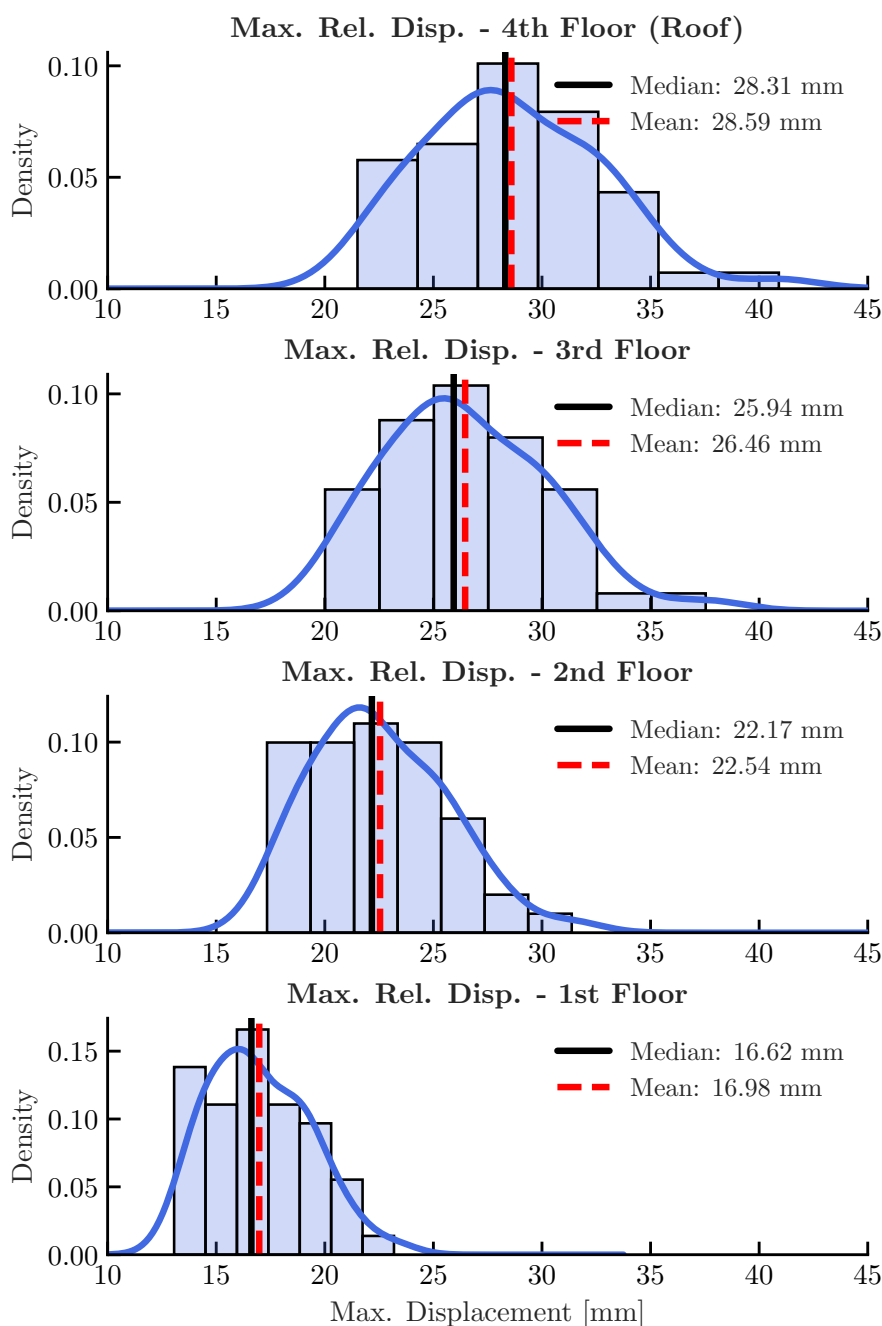 Max. Rel. Disp. - 4th Floor (Roof)
0.10
0.05
0.00
Density
Median: 28.31 mm
Mean: 28.59 mm
10 15 20 25 30 35 40 45
Max. Rel. Disp. - 3rd Floor
0.10
0.05
0.00
Density
Median: 25.94 mm
Mean: 26.46 mm
10 15 20 25 30 35 40 45
Max. Rel. Disp. - 2nd Floor
0.10
0.05
0.00
Density
Median: 22.17 mm
Mean: 22.54 mm
10 15 20 25 30 35 40 45
Max. Rel. Disp. - 1st Floor
0.15
0.10
0.05
0.00
Density
Median: 16.62 mm
Mean: 16.98 mm
10 15 20 25 30 35 40 45
Max. Displacement [mm]